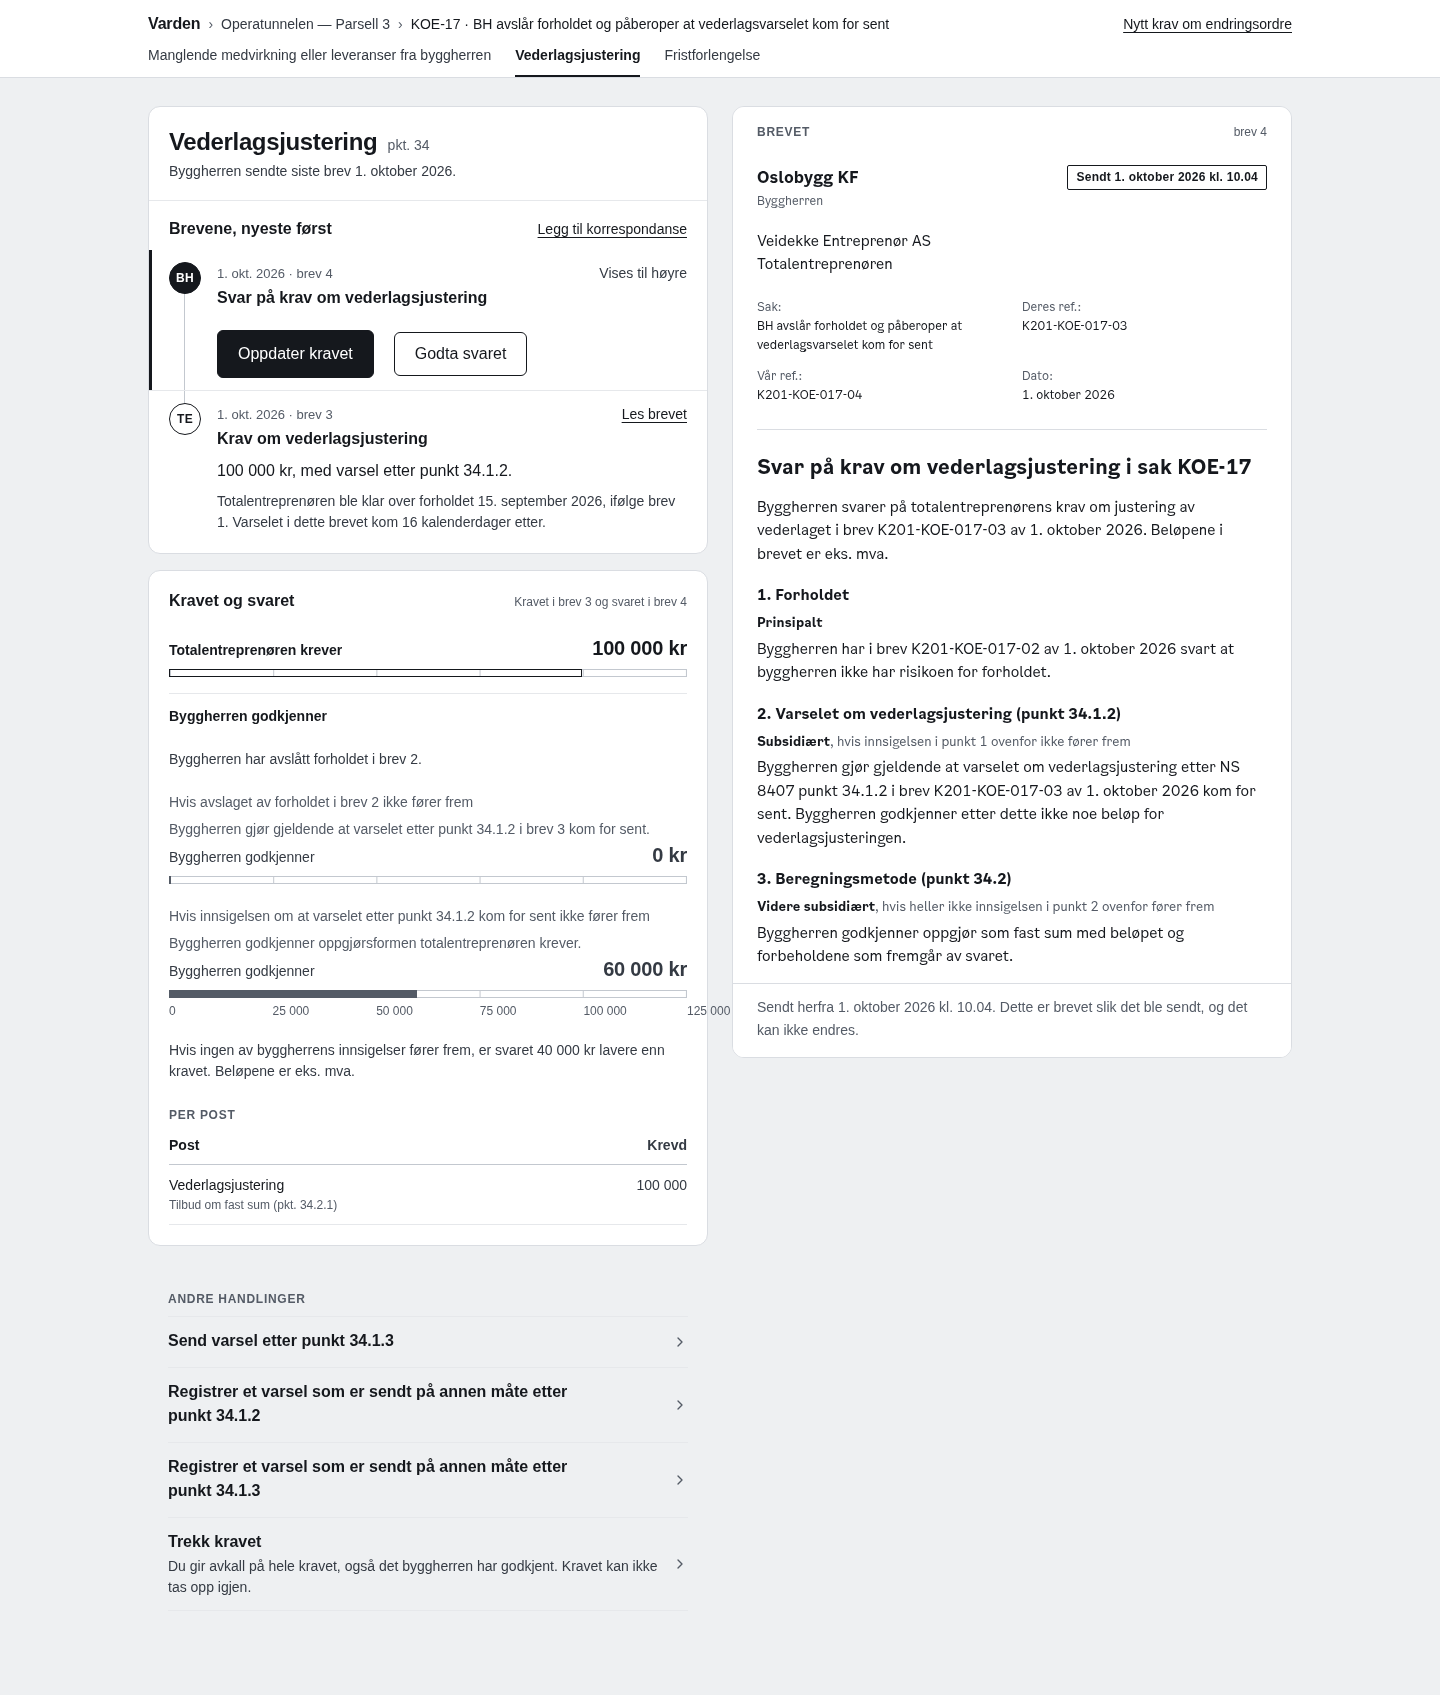 Varden › Operatunnelen — Parsell 3 › KOE-17 · BH avslår forholdet og påberoper at vederlagsvarselet kom for sent
Nytt krav om endringsordre
Manglende medvirkning eller leveranser fra byggherren
Vederlagsjustering
Fristforlengelse
Vederlagsjustering pkt. 34
Byggherren sendte siste brev 1. oktober 2026.
Brevene, nyeste først
Legg til korrespondanse
BH
1. okt. 2026 · brev 4
Vises til høyre
Svar på krav om vederlagsjustering
Oppdater kravet
Godta svaret
TE
1. okt. 2026 · brev 3
Les brevet
Krav om vederlagsjustering
100 000 kr, med varsel etter punkt 34.1.2.
Totalentreprenøren ble klar over forholdet 15. september 2026, ifølge brev
1. Varselet i dette brevet kom 16 kalenderdager etter.
Kravet og svaret
Kravet i brev 3 og svaret i brev 4
Totalentreprenøren krever
100 000 kr
Byggherren godkjenner
Byggherren har avslått forholdet i brev 2.
Hvis avslaget av forholdet i brev 2 ikke fører frem
Byggherren gjør gjeldende at varselet etter punkt 34.1.2 i brev 3 kom for sent.
Byggherren godkjenner
0 kr
Hvis innsigelsen om at varselet etter punkt 34.1.2 kom for sent ikke fører frem
Byggherren godkjenner oppgjørsformen totalentreprenøren krever.
Byggherren godkjenner
60 000 kr
0
25 000
50 000
75 000
100 000
125 000
Hvis ingen av byggherrens innsigelser fører frem, er svaret 40 000 kr lavere enn
kravet. Beløpene er eks. mva.
PER POST
Post
Krevd
Vederlagsjustering
100 000
Tilbud om fast sum (pkt. 34.2.1)
ANDRE HANDLINGER
Send varsel etter punkt 34.1.3
Registrer et varsel som er sendt på annen måte etter
punkt 34.1.2
Registrer et varsel som er sendt på annen måte etter
punkt 34.1.3
Trekk kravet
Du gir avkall på hele kravet, også det byggherren har godkjent. Kravet kan ikke
tas opp igjen.
BREVET
brev 4
Oslobygg KF
Sendt 1. oktober 2026 kl. 10.04
Byggherren
Veidekke Entreprenør AS
Totalentreprenøren
Sak:
BH avslår forholdet og påberoper at
vederlagsvarselet kom for sent
Deres ref.:
K201-KOE-017-03
Vår ref.:
K201-KOE-017-04
Dato:
1. oktober 2026
Svar på krav om vederlagsjustering i sak KOE-17
Byggherren svarer på totalentreprenørens krav om justering av
vederlaget i brev K201-KOE-017-03 av 1. oktober 2026. Beløpene i
brevet er eks. mva.
1. Forholdet
Prinsipalt
Byggherren har i brev K201-KOE-017-02 av 1. oktober 2026 svart at
byggherren ikke har risikoen for forholdet.
2. Varselet om vederlagsjustering (punkt 34.1.2)
Subsidiært, hvis innsigelsen i punkt 1 ovenfor ikke fører frem
Byggherren gjør gjeldende at varselet om vederlagsjustering etter NS
8407 punkt 34.1.2 i brev K201-KOE-017-03 av 1. oktober 2026 kom for
sent. Byggherren godkjenner etter dette ikke noe beløp for
vederlagsjusteringen.
3. Beregningsmetode (punkt 34.2)
Videre subsidiært, hvis heller ikke innsigelsen i punkt 2 ovenfor fører frem
Byggherren godkjenner oppgjør som fast sum med beløpet og
forbeholdene som fremgår av svaret.
Sendt herfra 1. oktober 2026 kl. 10.04. Dette er brevet slik det ble sendt, og det
kan ikke endres.